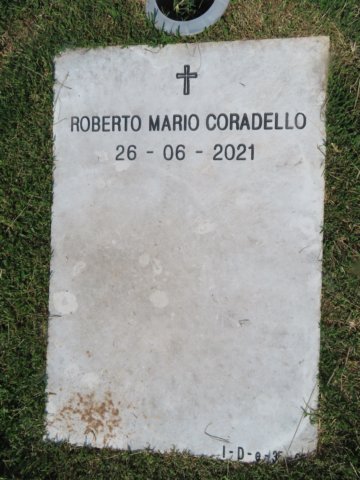 ROBERTO MARIO CORADELLO
26 - 06 - 2021